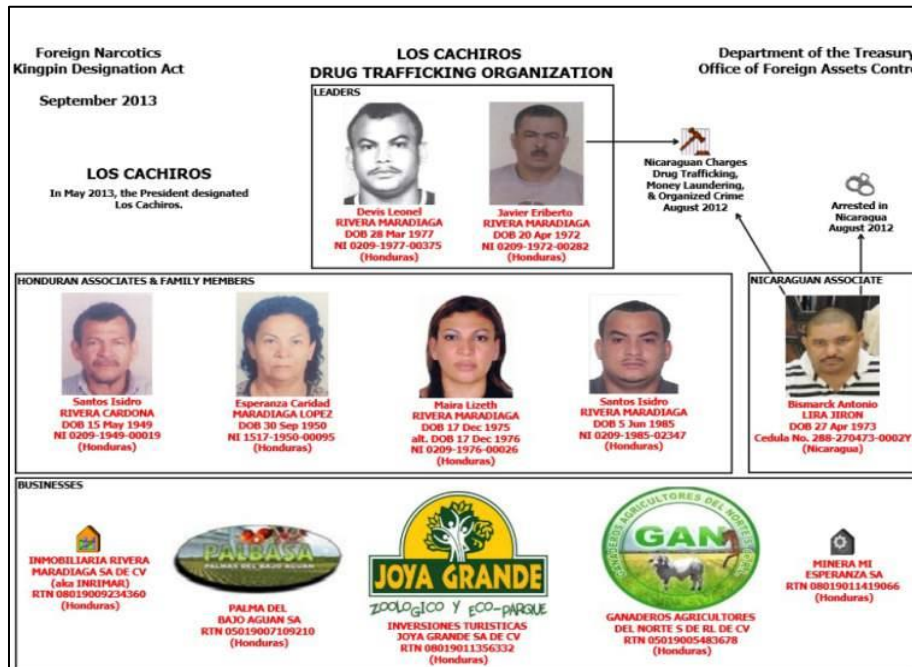 Foreign Narcotics
Kingpin Designation Act
September 2013
LOS CACHIROS
DRUG TRAFFICKING ORGANIZATION
Department of the Treasury
Office of Foreign Assets Contro
LOS CACHIROS
In May 2013, the President designated
Los Cachiros.
LEADERS
Devis Leonel
RIVERA MARADIAGA
DOB 28 Mar 1977
NI 0209-1977-00375
(Honduras)
Javier Eriberto
RIVERA MARADIAGA
DOB 20 Apr 1972
NI 0209-1972-00282
(Honduras)
Nicaraguan Charges
Drug Trafficking,
Money Laundering,
& Organized Crime
August 2012
Arrested in
Nicaragua
August 2012
HONDURAN ASSOCIATES & FAMILY MEMBERS
Santos Isidro
RIVERA CARDONA
DOB 15 May 1949
NI 0209-1949-00019
(Honduras)
Esperanza Caridad
MARADIAGA LOPEZ
DOB 30 Sep 1950
NI 1517-1950-00095
(Honduras)
Maira Lizeth
RIVERA MARADIAGA
DOB 17 Dec 1975
alt. DOB 17 Dec 1976
NI 0209-1976-00026
(Honduras)
Santos Isidro
RIVERA MARADIAGA
DOB 5 Jun 1985
NI 0209-1985-02347
(Honduras)
NICARAGUAN ASSOCIATE
Bismarck Antonio
LIRA JIRON
DOB 27 Apr 1973
Cedula No. 288-270473-0002Y
(Nicaragua)
BUSINESSES
INMOBILIARIA RIVERA
MARADIAGA SA DE CV
(aka INRIMAR)
RTN 08019009234360
(Honduras)
PALBASA
PALMAS DEL BAJO AGUAN
PALMA DEL
BAJO AGUAN SA
RTN 05019007109210
(Honduras)
JOYA GRANDE
ZOOLOGICO Y ECO-PARQUE
INVERSIONES TURISTICAS
JOYA GRANDE SA DE CV
RTN 08019011356332
(Honduras)
GANADEROS AGRICULTORES DEL NORTE
GAN
GANADEROS AGRICULTORES
DEL NORTE S DE RL DE CV
RTN 05019005483678
(Honduras)
MINERA MI
ESPERANZA SA
RTN 08019011419066
(Honduras)